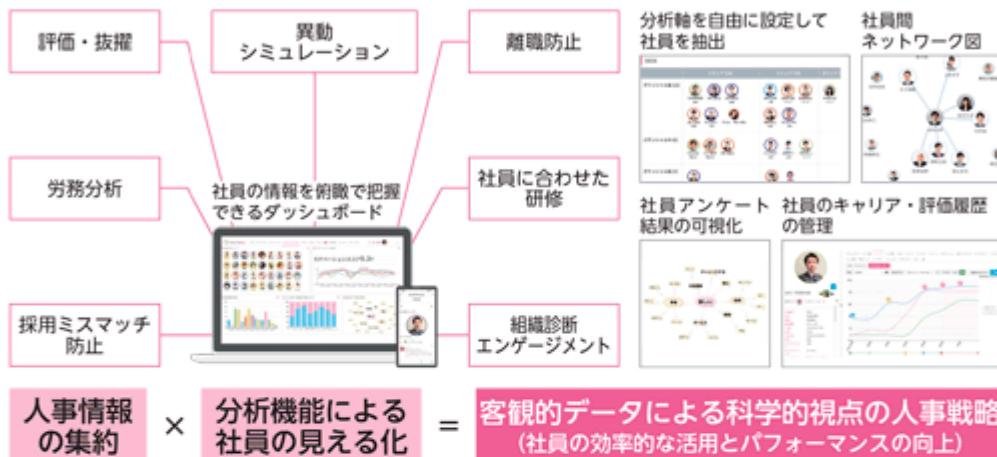 評価・抜擢
異動
シミュレーション
離職防止
労務分析
社員の情報を俯瞰で把握
できるダッシュボード
社員に合わせた
研修
採用ミスマッチ
防止
組織診断
エンゲージメント
分析軸を自由に設定して
社員を抽出
社員間
ネットワーク図
社員アンケート
結果の可視化
社員のキャリア・評価履歴
の管理
人事情報
の集約
×
分析機能による
社員の見える化
=
客観的データによる科学的視点の人事戦略
(社員の効率的な活用とパフォーマンスの向上)